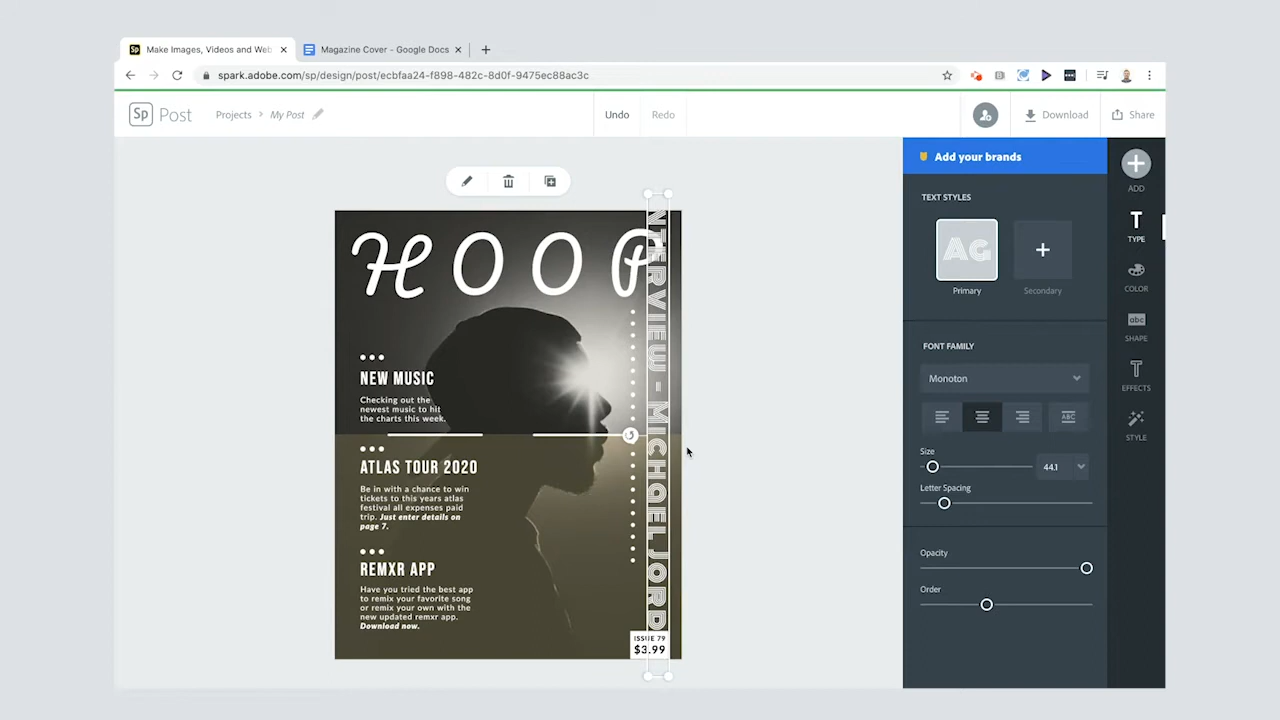 Sp Make Images, Videos and Web
Magazine Cover - Google Docs
spark.adobe.com/sp/design/post/ecbfaa24-f898-482c-8d0f-9475ec88ac3c
Sp Post
Projects > My Post
Undo
Redo
Download
Share
Add your brands
TEXT STYLES
AG
Primary
+
Secondary
FONT FAMILY
Monoton
ABC
Size
44.1
Letter Spacing
Opacity
Order
ADD
T
TYPE
COLOR
abc
SHAPE
T
EFFECTS
STYLE
HOOP
NTERVIEW - MICHAEL JORD
NEW MUSIC
Checking out the
newest music to hit
the charts this week.
ATLAS TOUR 2020
Be in with a chance to win
tickets to this years atlas
festival all expenses paid
trip. Just enter details on
page 7.
REMXR APP
Have you tried the best app
to remix your favorite song
or remix your own with the
new updated remxr app.
Download now.
ISSUE 79
$3.99